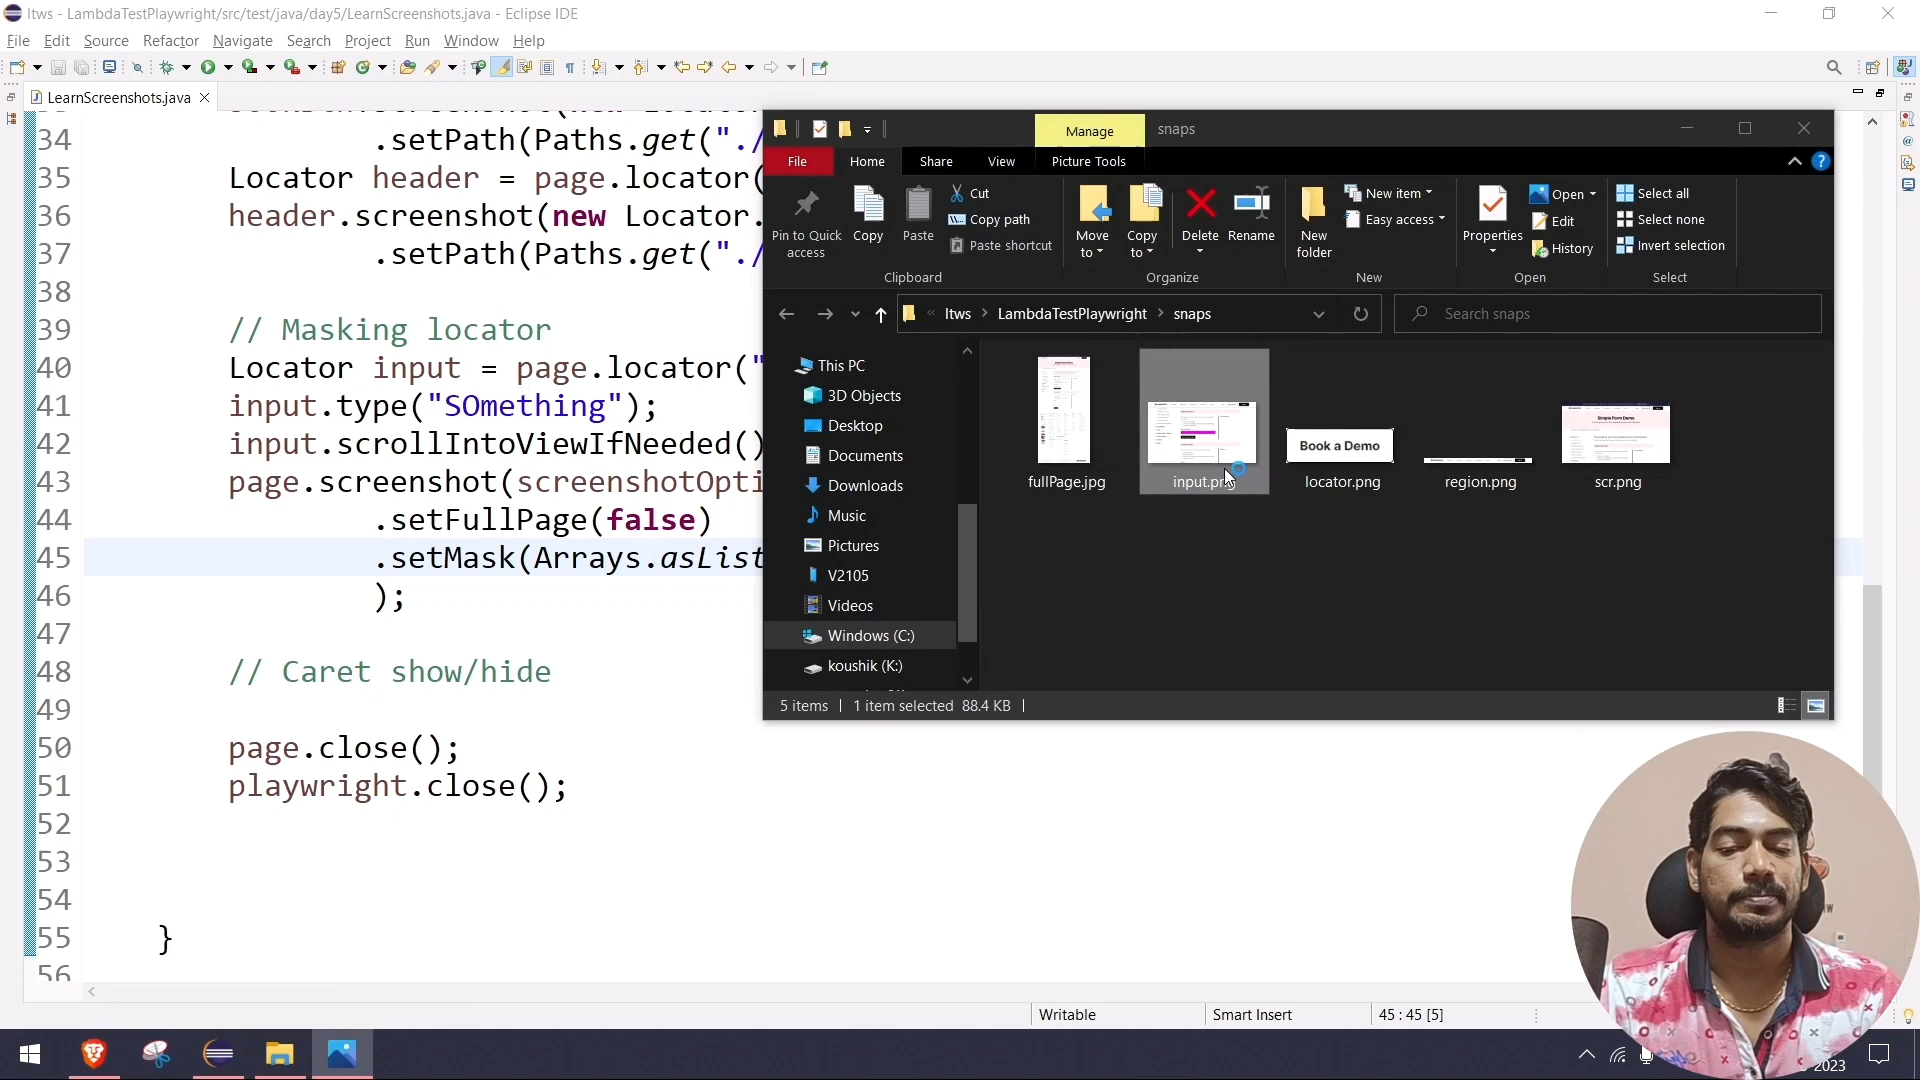 ltws - LambdaTestPlaywright/src/test/java/day5/LearnScreenshots.java - Eclipse IDE
File Edit Source Refactor Navigate Search Project Run Window Help
LearnScreenshots.java
34 .setPath(Paths.get("./
35 Locator header = page.locator(
36 header.screenshot(new Locator.
37 .setPath(Paths.get("./
38
39 // Masking locator
40 Locator input = page.locator("
41 input.type("SOmething");
42 input.scrollIntoViewIfNeeded()
43 page.screenshot(screenshotOpti
44 .setFullPage(false)
45 .setMask(Arrays.asList
46 );
47
48 // Caret show/hide
49
50 page.close();
51 playwright.close();
52
53
54
55 }
56
Writable Smart Insert 45 : 45 [5]
Manage snaps
File Home Share View Picture Tools
Pin to Quick access
Copy
Paste
Cut
Copy path
Paste shortcut
Clipboard
Move to
Copy to
Delete
Rename
Organize
New folder
New item
Easy access
New
Properties
Open
Edit
History
Open
Select all
Select none
Invert selection
Select
« ltws > LambdaTestPlaywright > snaps
Search snaps
This PC
3D Objects
Desktop
Documents
Downloads
Music
Pictures
V2105
Videos
Windows (C:)
koushik (K:)
Book a Demo
fullPage.jpg input.png locator.png region.png scr.png
5 items 1 item selected 88.4 KB
2023